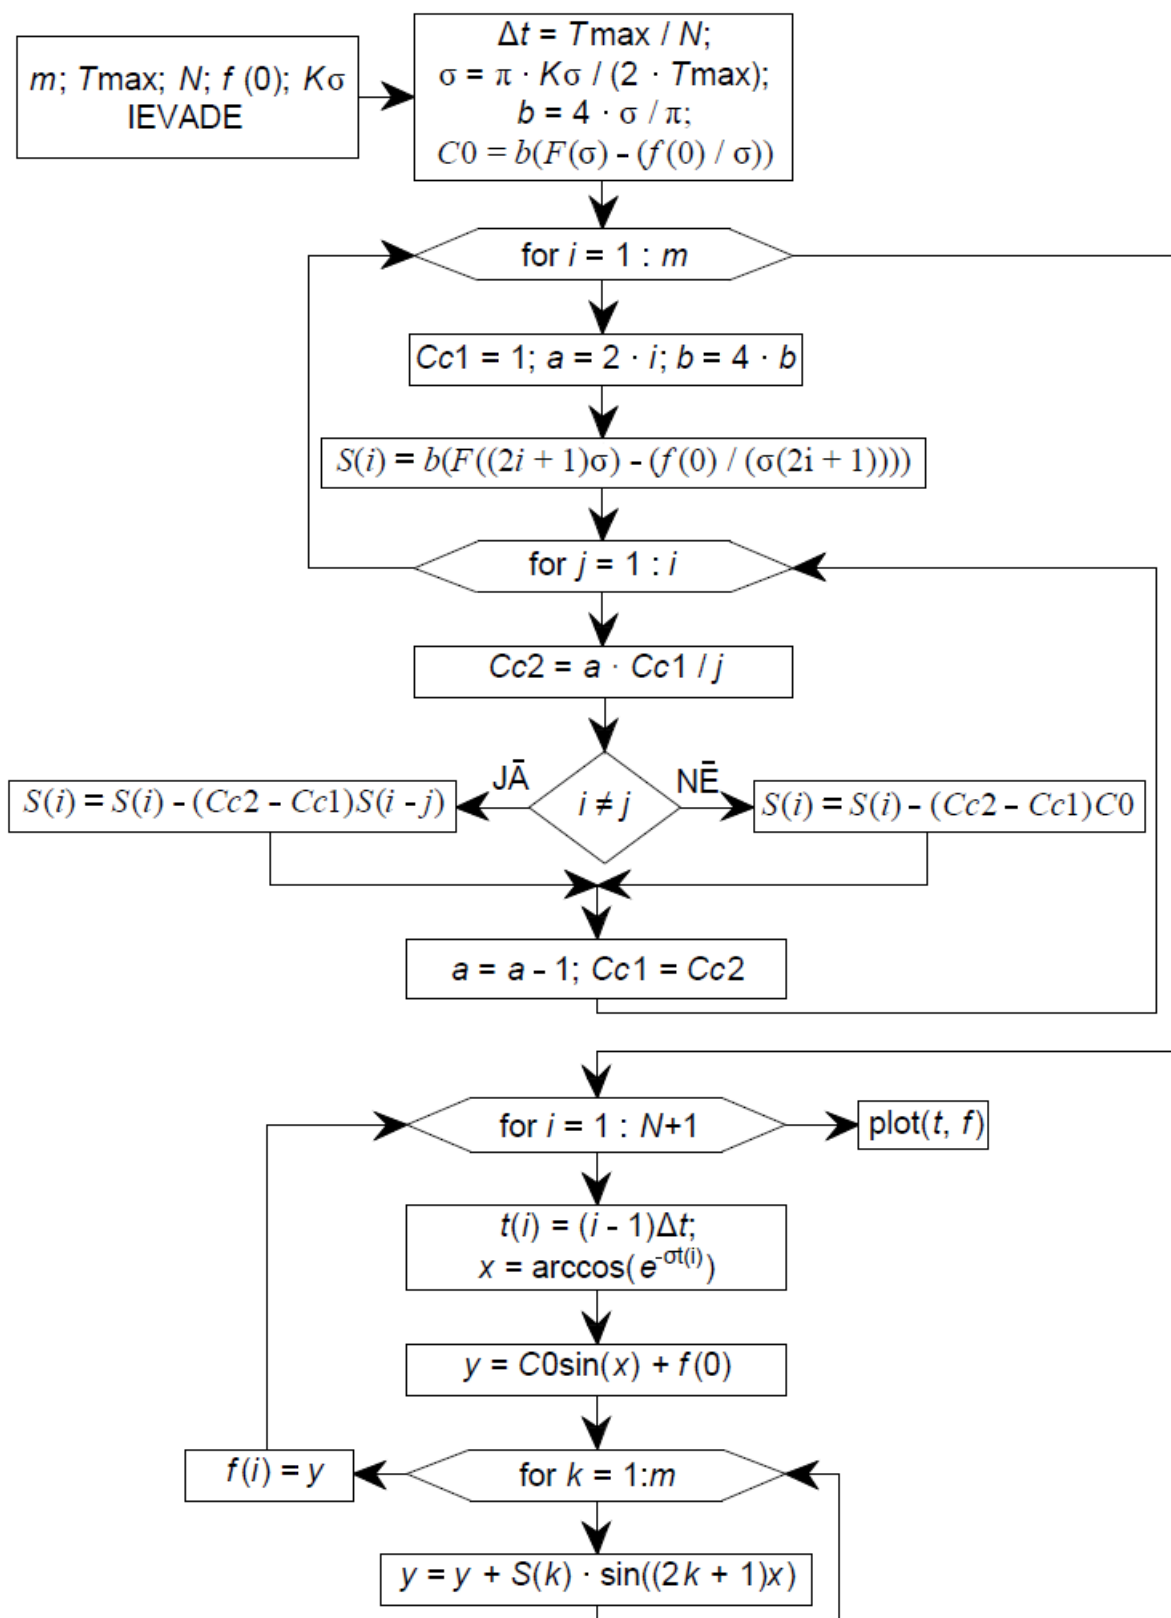 m; Tmax; N; f (0); Kσ
IEVADE
Δt = Tmax / N;
σ = π · Kσ / (2 · Tmax);
b = 4 · σ / π;
C0 = b(F(σ) - (f(0) / σ))
for i = 1 : m
Cc1 = 1; a = 2 · i; b = 4 · b
S(i) = b(F((2i + 1)σ) - (f(0) / (σ(2i + 1))))
for j = 1 : i
Cc2 = a · Cc1 / j
JĀ
i ≠ j
NĒ
S(i) = S(i) - (Cc2 - Cc1)S(i - j)
S(i) = S(i) - (Cc2 – Cc1)C0
a = a - 1; Cc1 = Cc2
for i = 1 : N+1
plot(t, f)
t(i) = (i - 1)Δt;
x = arccos(e^-σt(i))
y = C0sin(x) + f(0)
f(i) = y
for k = 1:m
y = y + S(k) · sin((2k + 1)x)